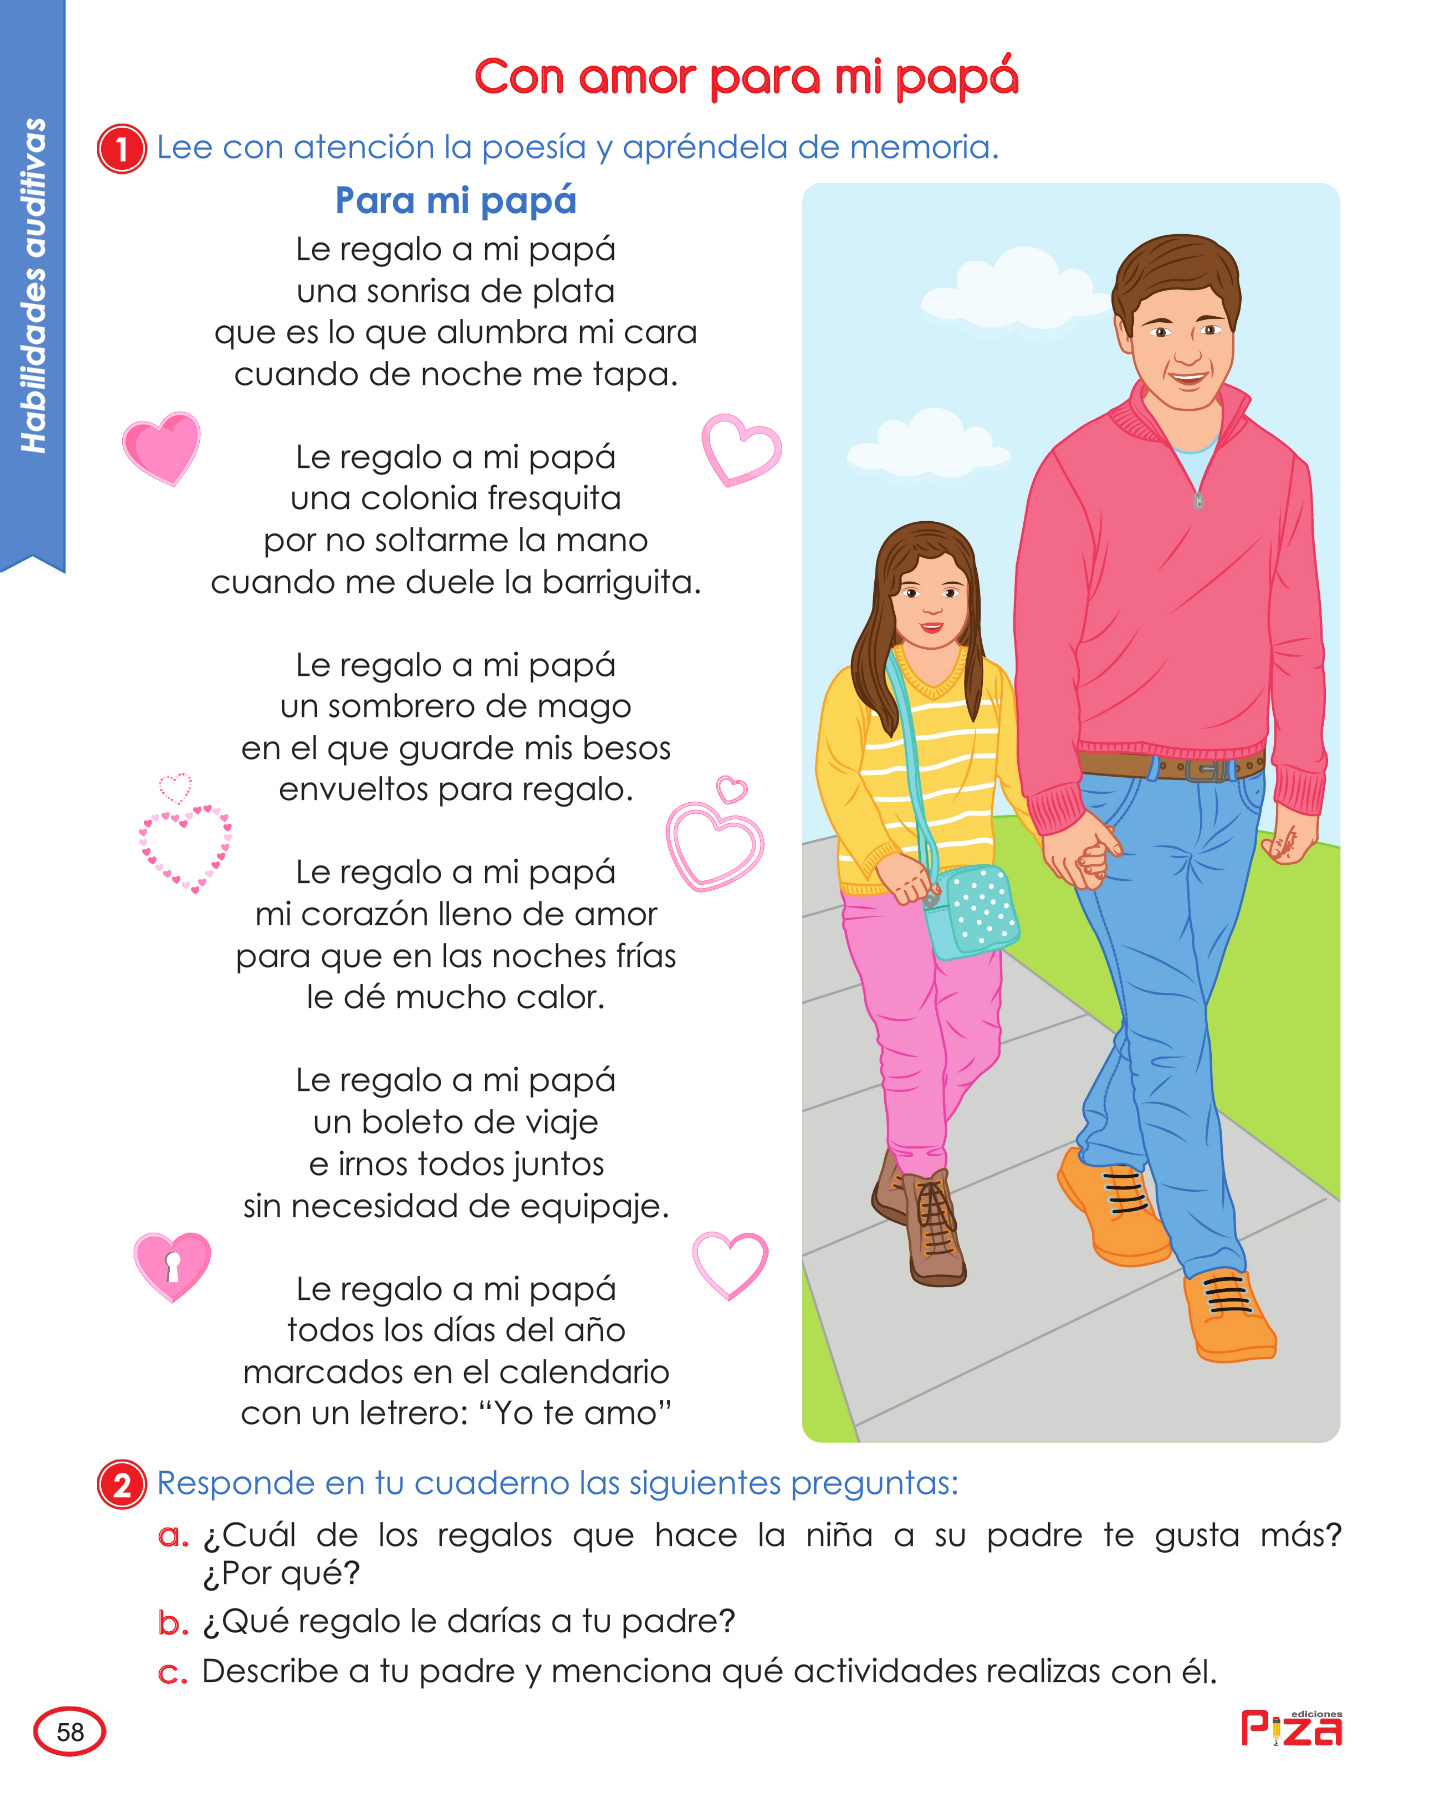 Habilidades auditivas
Con amor para mi papá
1 Lee con atención la poesía y apréndela de memoria.
Para mi papá
Le regalo a mi papá
una sonrisa de plata
que es lo que alumbra mi cara
cuando de noche me tapa.
Le regalo a mi papá
una colonia fresquita
por no soltarme la mano
cuando me duele la barriguita.
Le regalo a mi papá
un sombrero de mago
en el que guarde mis besos
envueltos para regalo.
Le regalo a mi papá
mi corazón lleno de amor
para que en las noches frías
le dé mucho calor.
Le regalo a mi papá
un boleto de viaje
e irnos todos juntos
sin necesidad de equipaje.
Le regalo a mi papá
todos los días del año
marcados en el calendario
con un letrero: “Yo te amo”
2 Responde en tu cuaderno las siguientes preguntas:
a. ¿Cuál de los regalos que hace la niña a su padre te gusta más?
¿Por qué?
b. ¿Qué regalo le darías a tu padre?
c. Describe a tu padre y menciona qué actividades realizas con él.
58
ediciones
Piza